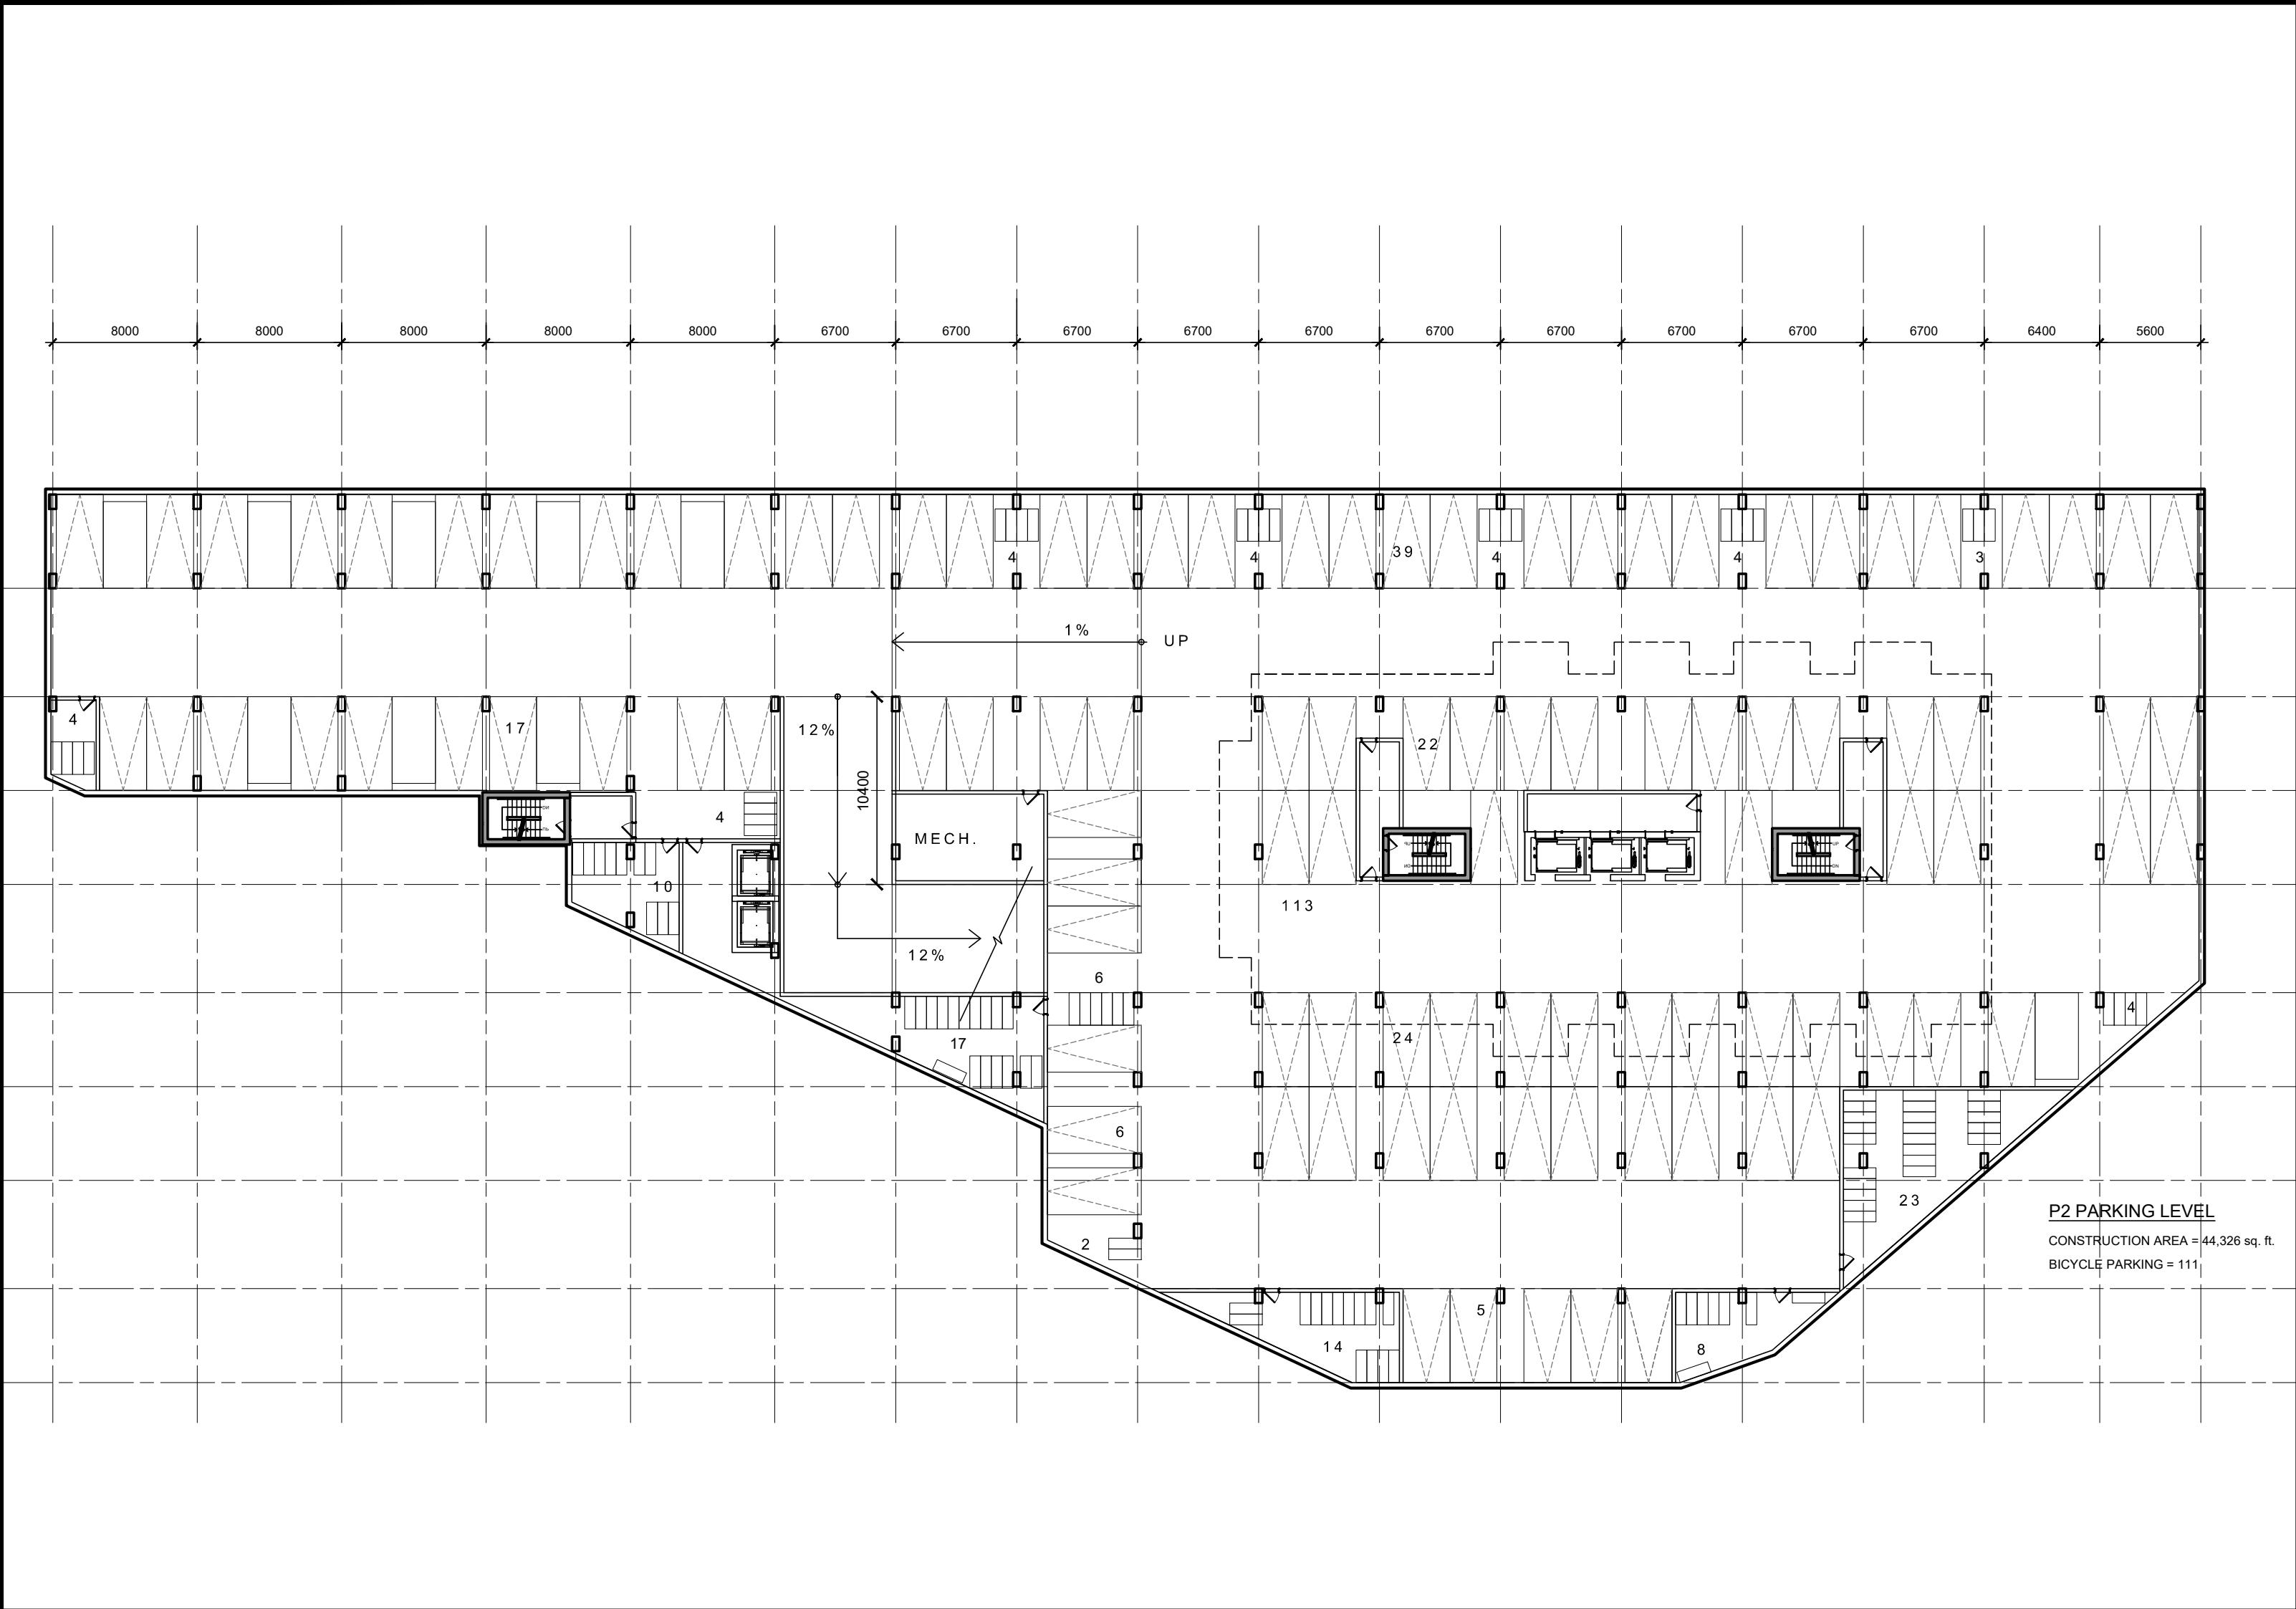 8000 8000 8000 8000 8000 8000 6700 6700 6700 6700 6700 6700 6700 6700 6700 6700 6400 5600
4 4 39 4 4 3
1% UP
4 17 12% 22
10400
4 MECH.
10 113
12%
6
17 24 4
6
23
2
5
14 8
P2 PARKING LEVEL
CONSTRUCTION AREA = 44,326 sq. ft.
BICYCLE PARKING = 111